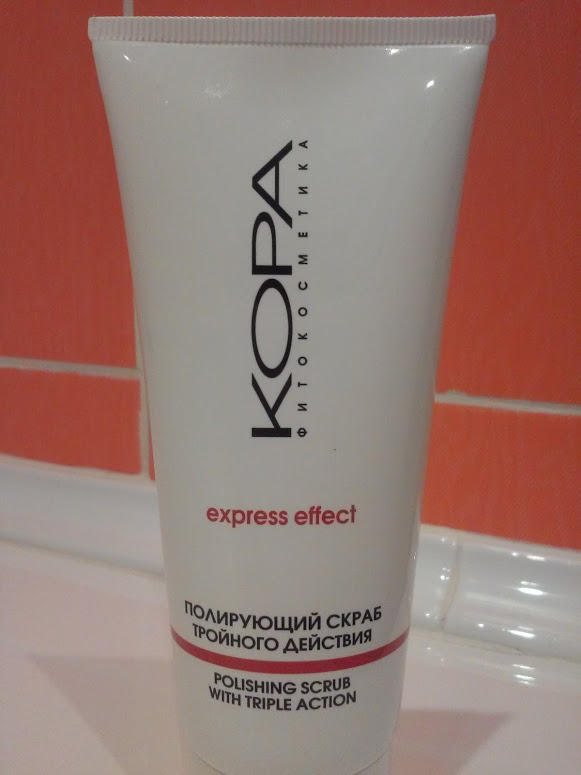 КОРА
ФИТОКОСМЕТИКА
express effect
ПОЛИРУЮЩИЙ СКРАБ
ТРОЙНОГО ДЕЙСТВИЯ
POLISHING SCRUB
WITH TRIPLE ACTION